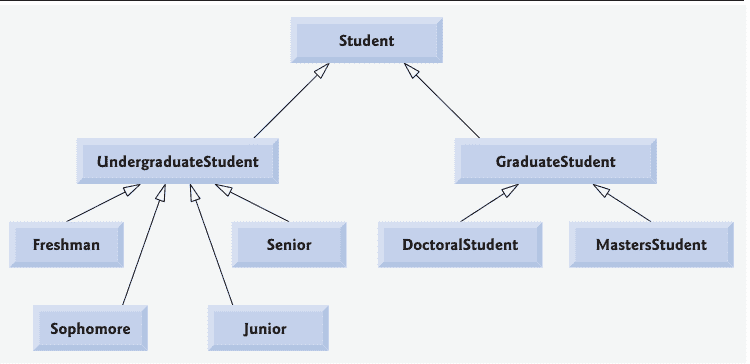 Student
UndergraduateStudent
GraduateStudent
Freshman
Senior
DoctoralStudent
MastersStudent
Sophomore
Junior